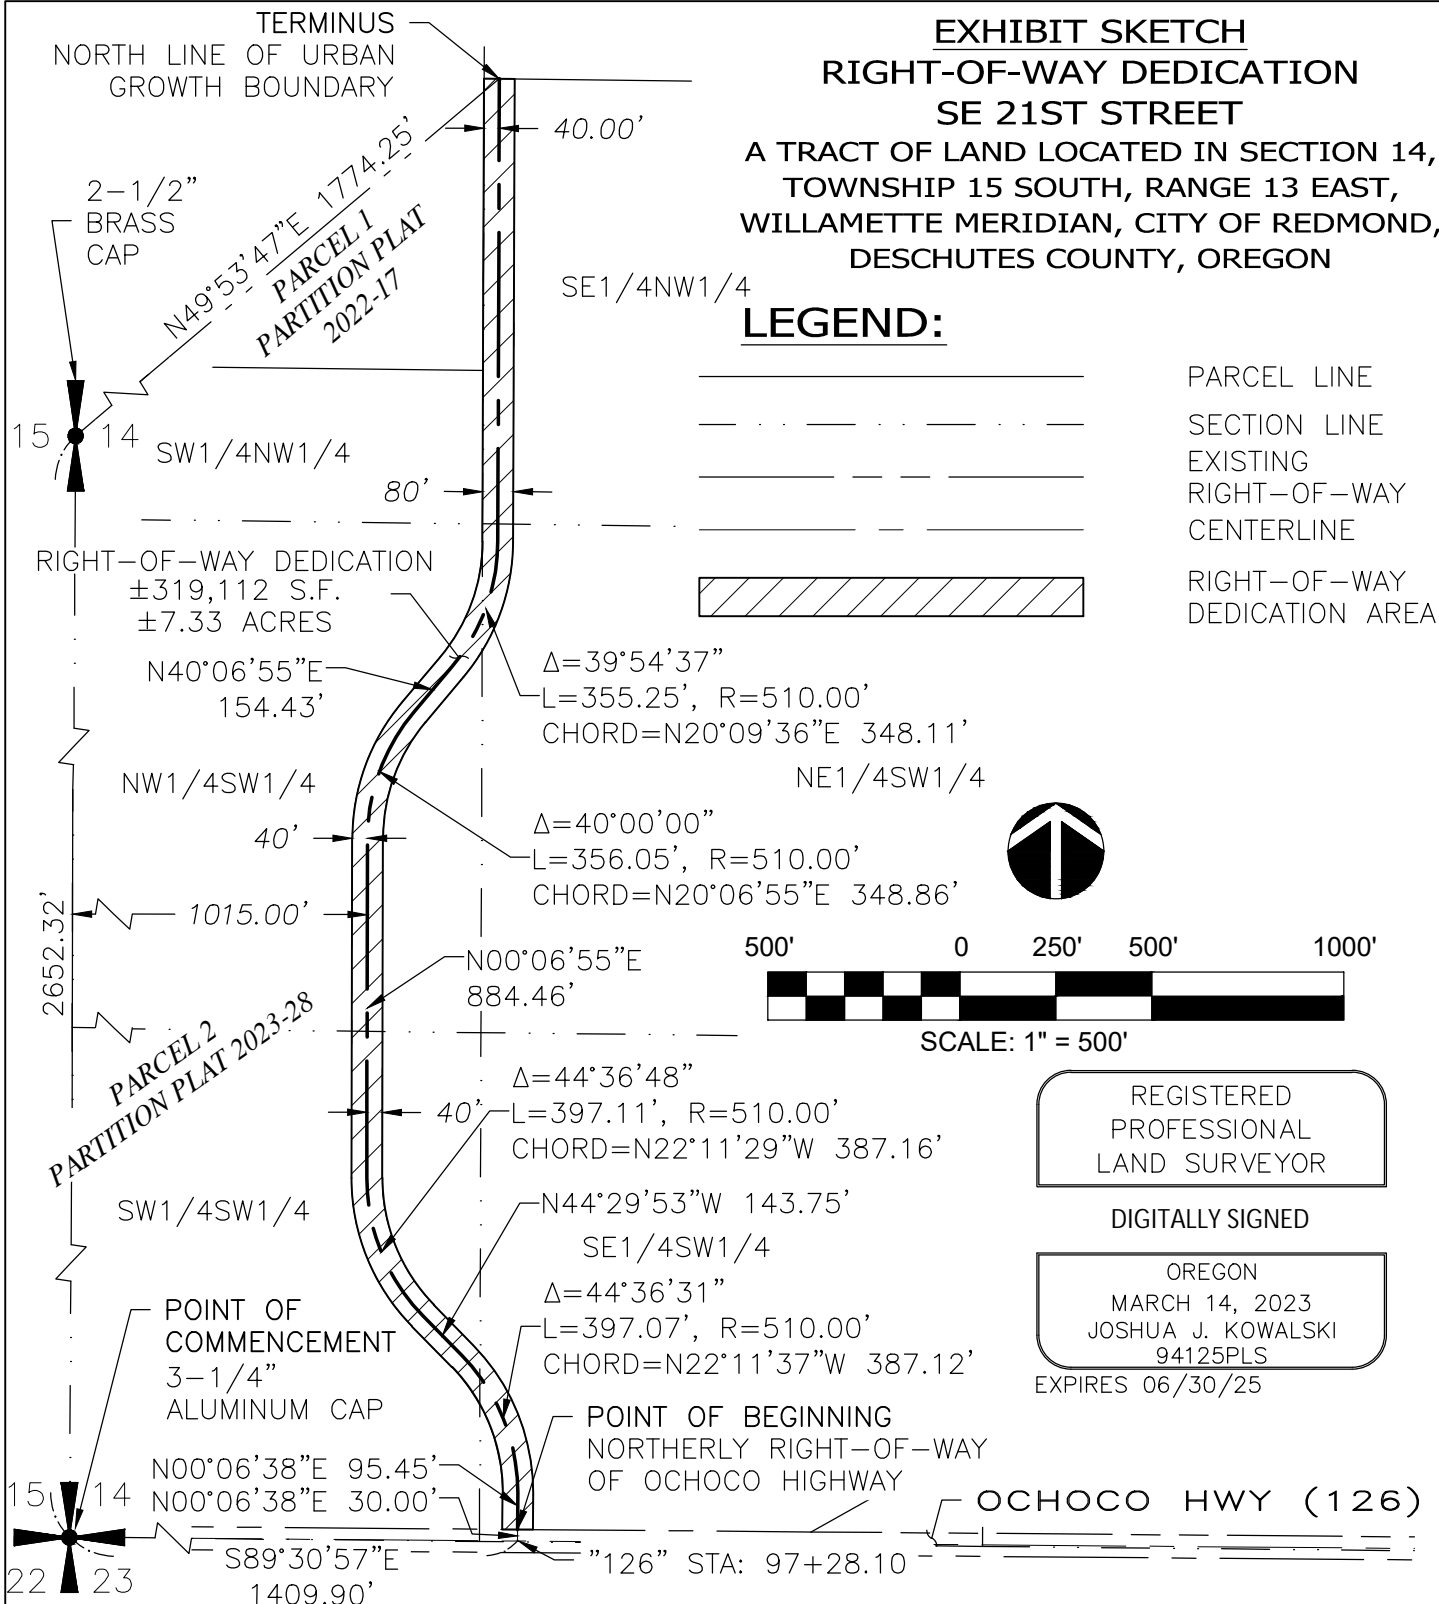 EXHIBIT SKETCH
RIGHT-OF-WAY DEDICATION
SE 21ST STREET
A TRACT OF LAND LOCATED IN SECTION 14,
TOWNSHIP 15 SOUTH, RANGE 13 EAST,
WILLAMETTE MERIDIAN, CITY OF REDMOND,
DESCHUTES COUNTY, OREGON
TERMINUS
NORTH LINE OF URBAN
GROWTH BOUNDARY
40.00'
N49°53'47"E 1774.25'
2-1/2"
BRASS
CAP
PARCEL 1
PARTITION PLAT
2022-17
SE1/4NW1/4
LEGEND:
PARCEL LINE
SECTION LINE
EXISTING
RIGHT-OF-WAY
CENTERLINE
RIGHT-OF-WAY
DEDICATION AREA
15 14
SW1/4NW1/4
80'
RIGHT-OF-WAY DEDICATION
±319,112 S.F.
±7.33 ACRES
N40°06'55"E
154.43'
Δ=39°54'37"
L=355.25', R=510.00'
CHORD=N20°09'36"E 348.11'
NW1/4SW1/4
NE1/4SW1/4
40'
Δ=40°00'00"
L=356.05', R=510.00'
CHORD=N20°06'55"E 348.86'
1015.00'
2652.32'
N00°06'55"E
884.46'
500' 0 250' 500' 1000'
SCALE: 1" = 500'
PARCEL 2
PARTITION PLAT 2023-28
Δ=44°36'48"
L=397.11', R=510.00'
CHORD=N22°11'29"W 387.16'
40'
REGISTERED
PROFESSIONAL
LAND SURVEYOR
SW1/4SW1/4
N44°29'53"W 143.75'
SE1/4SW1/4
DIGITALLY SIGNED
OREGON
MARCH 14, 2023
JOSHUA J. KOWALSKI
94125PLS
EXPIRES 06/30/25
Δ=44°36'31"
L=397.07', R=510.00'
CHORD=N22°11'37"W 387.12'
POINT OF
COMMENCEMENT
3-1/4"
ALUMINUM CAP
POINT OF BEGINNING
NORTHERLY RIGHT-OF-WAY
OF OCHOCO HIGHWAY
N00°06'38"E 95.45'
N00°06'38"E 30.00'
15 14
22 23
OCHOCO HWY (126)
S89°30'57"E
1409.90'
"126" STA: 97+28.10